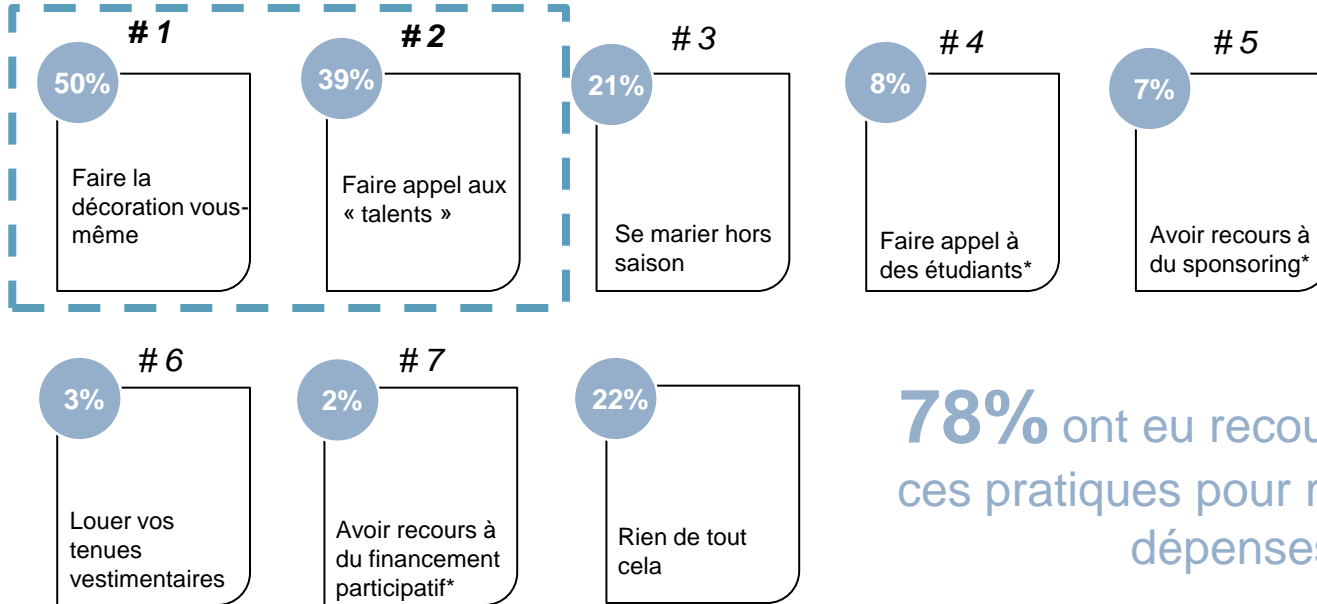 # 1
50%
Faire la
décoration vous-
même
# 2
39%
Faire appel aux
« talents »
# 3
21%
Se marier hors
saison
# 4
8%
Faire appel à
des étudiants*
# 5
7%
Avoir recours à
du sponsoring*
# 6
3%
Louer vos
tenues
vestimentaires
# 7
2%
Avoir recours à
du financement
participatif*
22%
Rien de tout
cela
78% ont eu
ces pratiques pour
dépenses